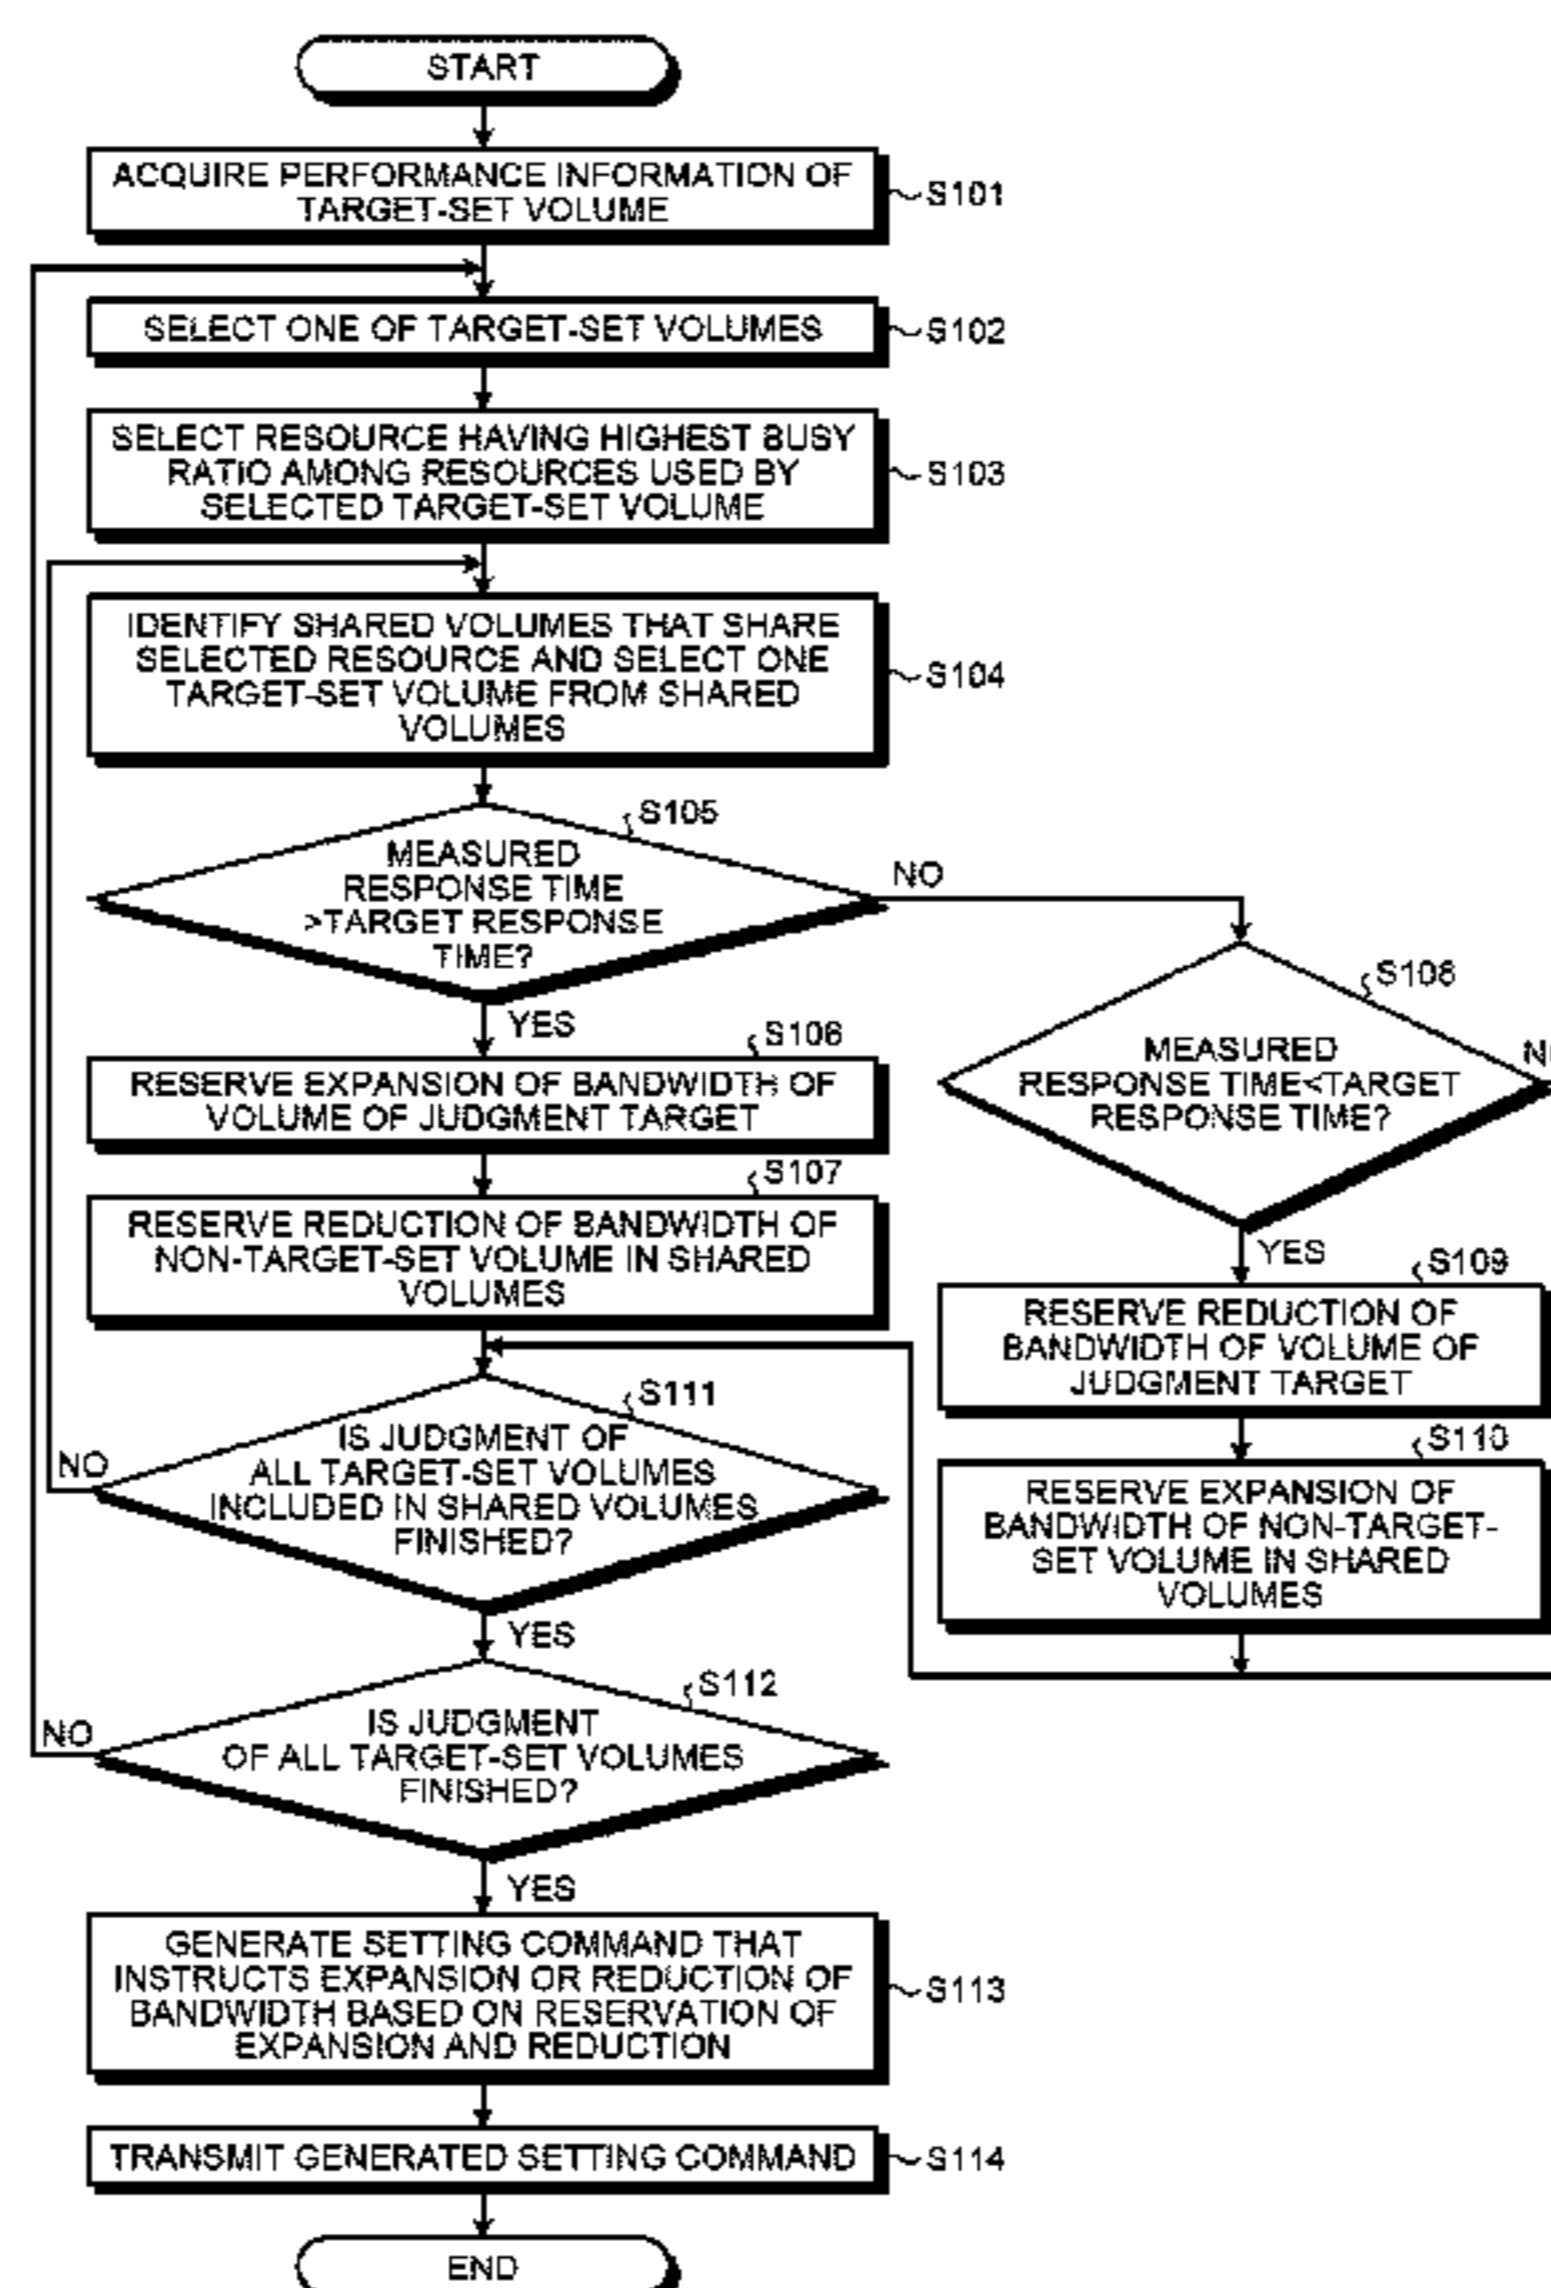 START
ACQUIRE PERFORMANCE INFORMATION OF
TARGET-SET VOLUME
S101
SELECT ONE OF TARGET-SET VOLUMES
S102
SELECT RESOURCE HAVING HIGHEST BUSY
RATIO AMONG RESOURCES USED BY
SELECTED TARGET-SET VOLUME
S103
IDENTIFY SHARED VOLUMES THAT SHARE
SELECTED RESOURCE AND SELECT ONE
TARGET-SET VOLUME FROM SHARED
VOLUMES
S104
S105
MEASURED
RESPONSE TIME
>TARGET RESPONSE
TIME?
NO
YES
S106
RESERVE EXPANSION OF BANDWIDTH OF
VOLUME OF JUDGMENT TARGET
S107
RESERVE REDUCTION OF BANDWIDTH OF
NON-TARGET-SET VOLUME IN SHARED
VOLUMES
S108
MEASURED
RESPONSE TIME<TARGET
RESPONSE TIME?
YES
S109
RESERVE REDUCTION OF
BANDWIDTH OF VOLUME OF
JUDGMENT TARGET
S110
RESERVE EXPANSION OF
BANDWIDTH OF NON-TARGET-
SET VOLUME IN SHARED
VOLUMES
S111
IS JUDGMENT OF
ALL TARGET-SET VOLUMES
INCLUDED IN SHARED VOLUMES
FINISHED?
NO
YES
S112
IS JUDGMENT
OF ALL TARGET-SET VOLUMES
FINISHED?
NO
YES
GENERATE SETTING COMMAND THAT
INSTRUCTS EXPANSION OR REDUCTION OF
BANDWIDTH BASED ON RESERVATION OF
EXPANSION AND REDUCTION
S113
TRANSMIT GENERATED SETTING COMMAND
S114
END